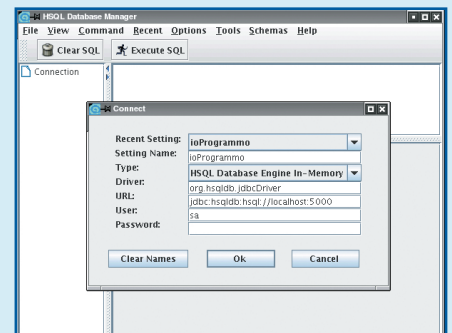 HSQL Database Manager
File View Command Recent Options Tools Schemas Help
Clear SQL Execute SQL
Connection
Connect
Recent Setting: ioProgrammo
Setting Name: ioProgrammo
Type: HSQL Database Engine In-Memory
Driver: org.hsqldb.jdbcDriver
URL: jdbc:hsqldb:hsql://localhost:5000
User: sa
Password:
Clear Names Ok Cancel